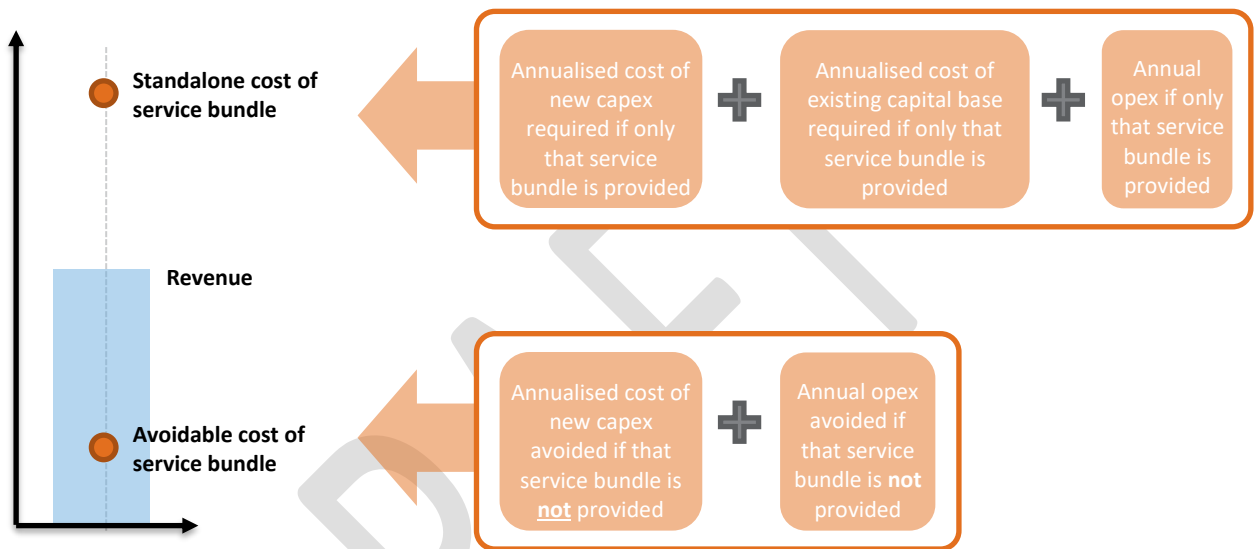 Standalone cost of
service bundle
Annualised cost of
new capex
required if only
that service
bundle is provided
Annualised cost of
existing capital base
required if only that
service bundle is
provided
Annual
opex if only
that service
bundle is
provided
Revenue
Avoidable cost of
service bundle
Annualised cost of
new capex
avoided if that
service bundle is
not provided
Annual opex
avoided if
that service
bundle is not
provided